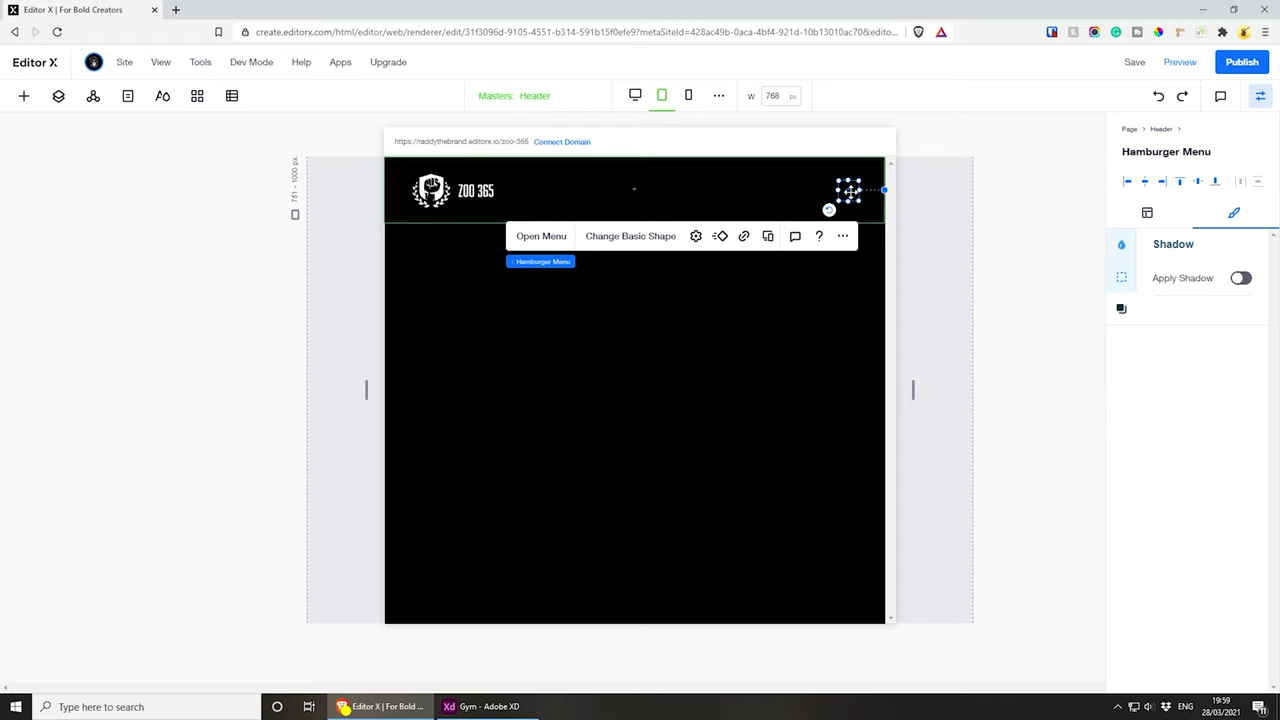 Editor X | For Bold Creators
create.editorx.com/html/editor/web/renderer/edit/31f3096d-9105-4551-b314-591b15f0efe9?metaSiteId=428ac49b-0aca-4bf4-921d-10b13010ac70&edito...
Editor X
Site
View
Tools
Dev Mode
Help
Apps
Upgrade
Save
Preview
Publish
Masters: Header
W
768
px
Page
Header
Hamburger Menu
https://raddythebrand.editorx.io/zoo-365
Connect Domain
751 - 1000 px
ZOO 365
Open Menu
Change Basic Shape
Hamburger Menu
Shadow
Apply Shadow
Type here to search
Editor X | For Bold ...
Gym - Adobe XD
ENG
19:59
28/03/2021